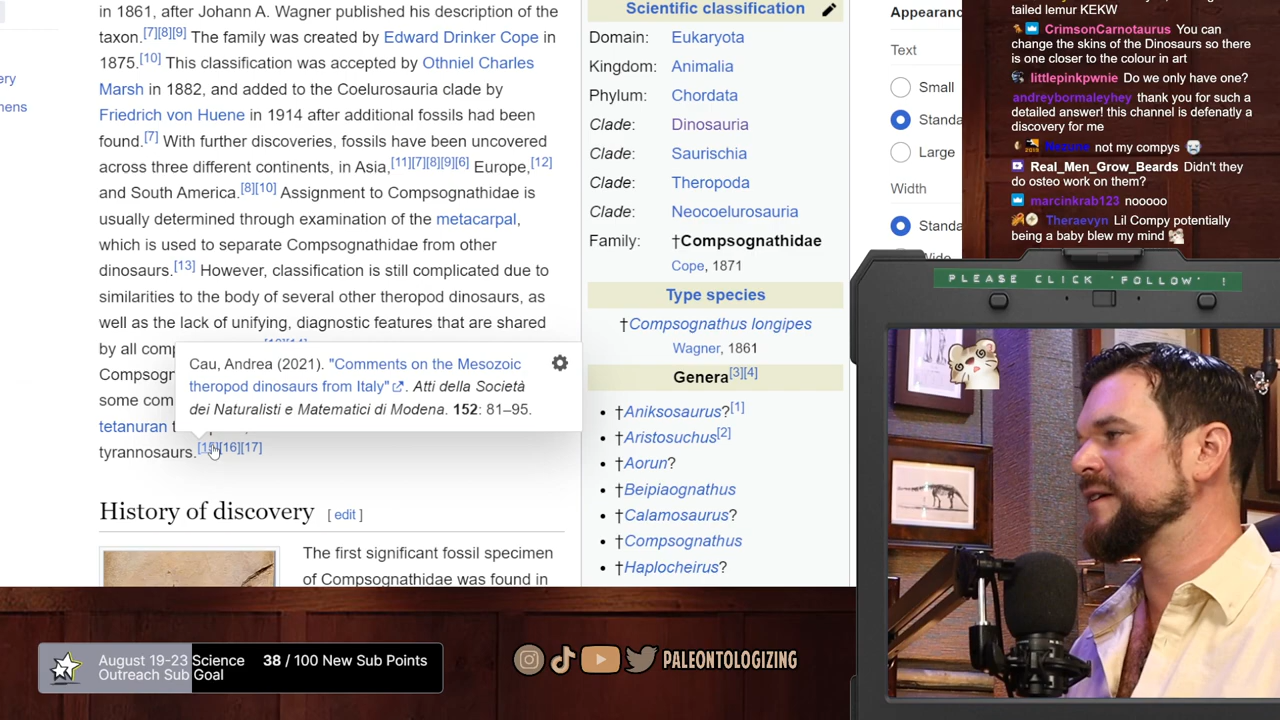 in 1861, after Johann A. Wagner published his description of the
taxon.[7][8][9] The family was created by Edward Drinker Cope in
1875.[10] This classification was accepted by Othniel Charles
Marsh in 1882, and added to the Coelurosauria clade by
Friedrich von Huene in 1914 after additional fossils had been
found.[7] With further discoveries, fossils have been uncovered
across three different continents, in Asia,[11][7][8][9][6] Europe,[12]
and South America.[8][10] Assignment to Compsognathidae is
usually determined through examination of the metacarpal,
which is used to separate Compsognathidae from other
dinosaurs.[13] However, classification is still complicated due to
similarities to the body of several other theropod dinosaurs, as
well as the lack of unifying, diagnostic features that are shared
by all comp
Compsogn
some com
tetanuran
tyrannosaurs.[15][16][17]
Cau, Andrea (2021). "Comments on the Mesozoic
theropod dinosaurs from Italy". Atti della Società
dei Naturalisti e Matematici di Modena. 152: 81–95.
History of discovery [ edit ]
The first significant fossil specimen
of Compsognathidae was found in
ery
mens
Scientific classification
Domain: Eukaryota
Kingdom: Animalia
Phylum: Chordata
Clade: Dinosauria
Clade: Saurischia
Clade: Theropoda
Clade: Neocoelurosauria
Family: †Compsognathidae
Cope, 1871
Type species
†Compsognathus longipes
Wagner, 1861
Genera[3][4]
• †Aniksosaurus?[1]
• †Aristosuchus[2]
• †Aorun?
• †Beipiaognathus
• †Calamosaurus?
• †Compsognathus
• †Haplocheirus?
Appearanc
Text
Small
Standa
Large
Width
Standa
Wide
tailed lemur KEKW
CrimsonCarnotaurus You can
change the skins of the Dinosaurs so there
is one closer to the colour in art
littlepinkpwnie Do we only have one?
andreybormaleyhey thank you for such a
detailed answer! this channel is defenatly a
discovery for me
not my compys
Real_Men_Grow_Beards Didn't they
do osteo work on them?
marcinkrab123 nooooo
Theraevyn Lil Compy potentially
being a baby blew my mind
PLEASE CLICK 'FOLLOW' !
August 19-23 Science
Outreach Sub Goal
38 / 100 New Sub Points
PALEONTOLOGIZING